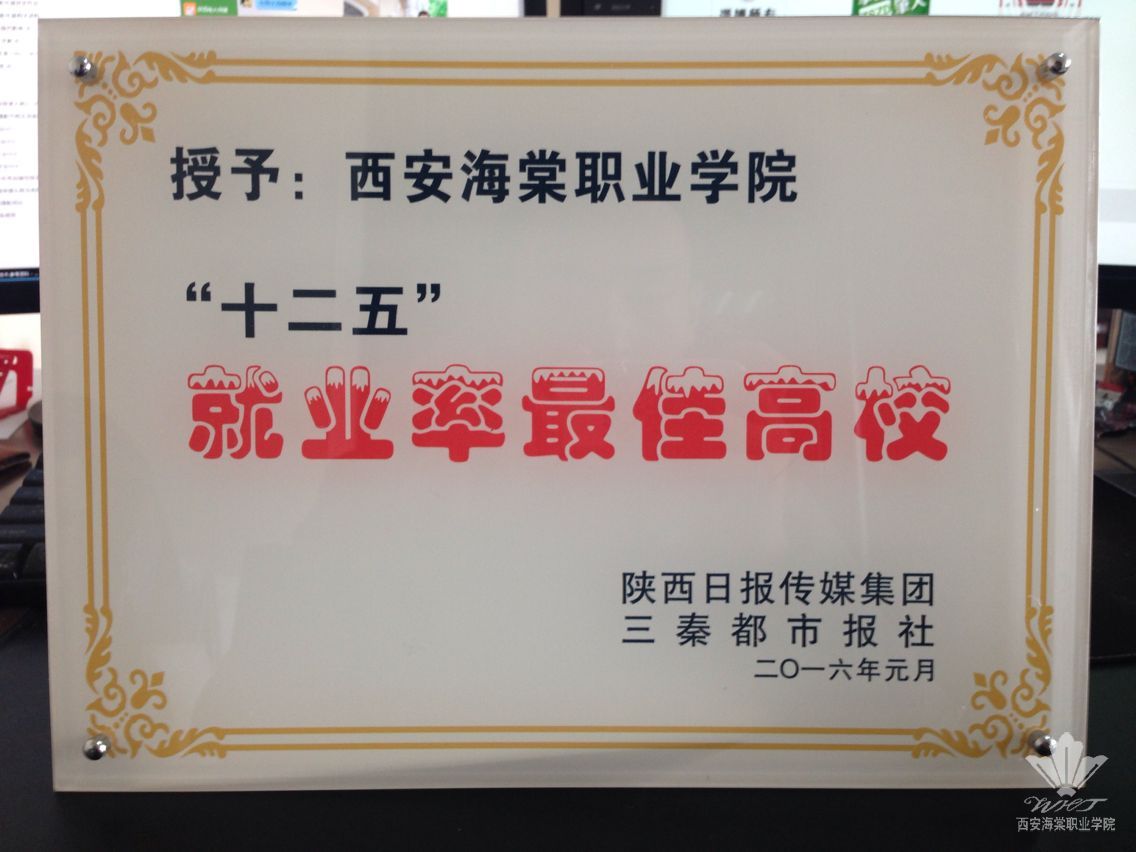 授予：西安海棠职业学院
“十二五”
就业率最佳高校
陕西日报传媒集团
三秦都市报社
二〇一六年元月
WHT
西安海棠职业学院